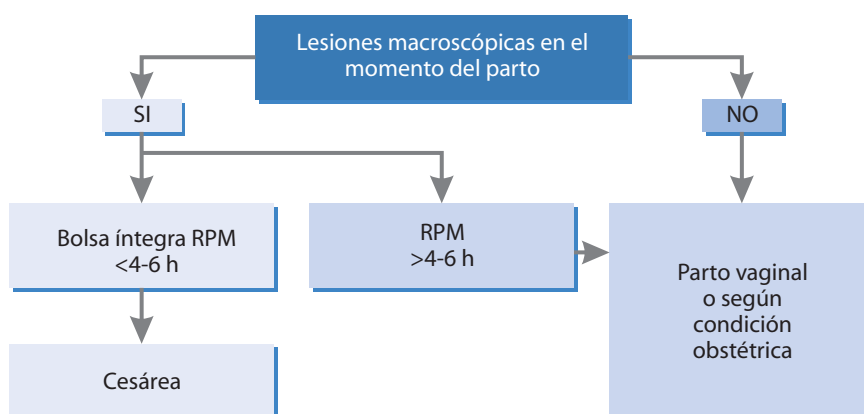 Lesiones macroscópicas en el
momento del parto
SI
NO
Bolsa íntegra RPM
<4-6 h
RPM
>4-6 h
Parto vaginal
o según
condición
obstétrica
Cesárea